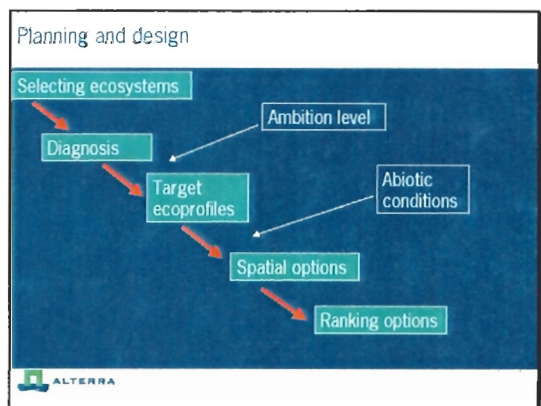 Planning and design
Selecting ecosystems
Ambition level
Diagnosis
Target
ecoprofiles
Abiotic
conditions
Spatial options
Ranking options
ALTERRA